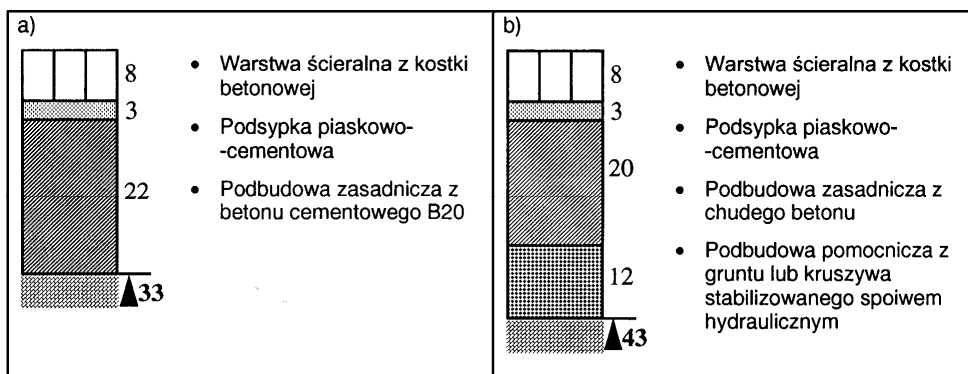 a)
8
3
22
33
• Warstwa ścieralna z kostki
betonowej
• Podsypka piaskowo-
-cementowa
• Podbudowa zasadnicza z
betonu cementowego B20
b)
8
3
20
12
43
• Warstwa ścieralna z kostki
betonowej
• Podsypka piaskowo-
-cementowa
• Podbudowa zasadnicza z
chudego betonu
• Podbudowa pomocnicza z
gruntu lub kruszywa
stabilizowanego spoiwem
hydraulicznym